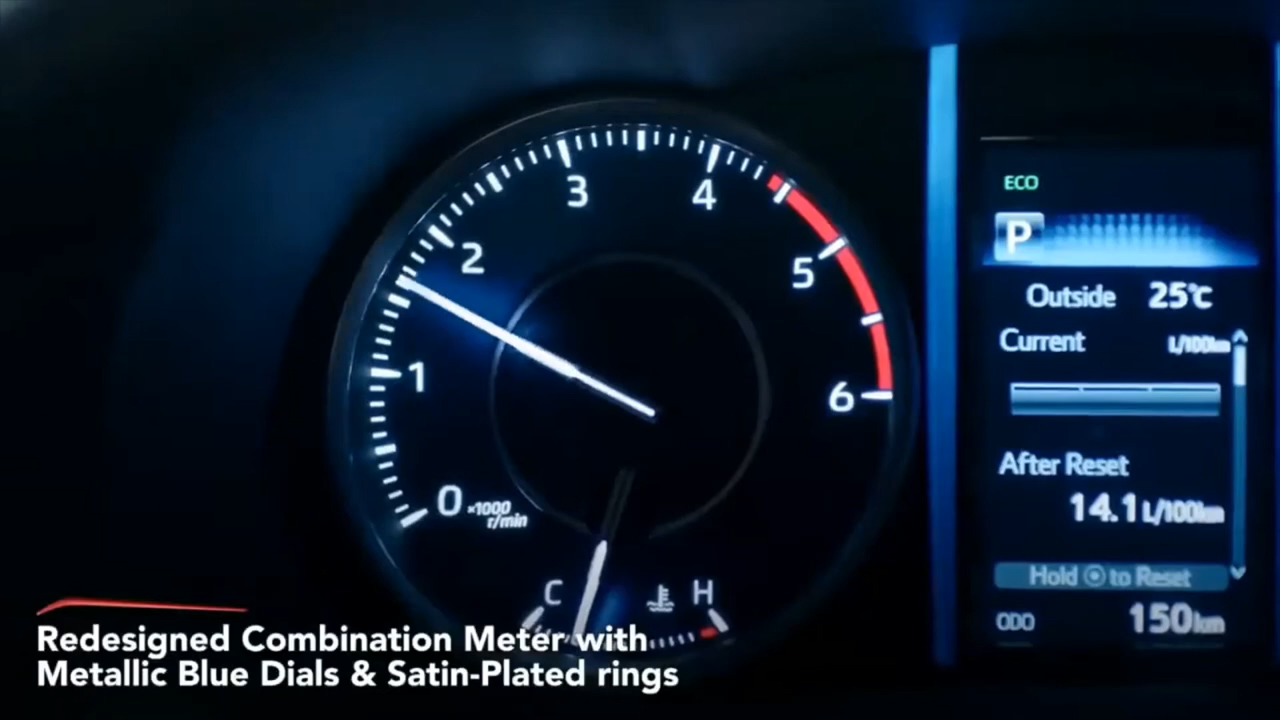 3
4
2
5
1
6
0 ×1000
r/min
C H
ECO
P
Outside 25℃
Current L/100km
After Reset
14.1 L/100km
Hold to Reset
ODO 150km
Redesigned Combination Meter with
Metallic Blue Dials & Satin-Plated rings